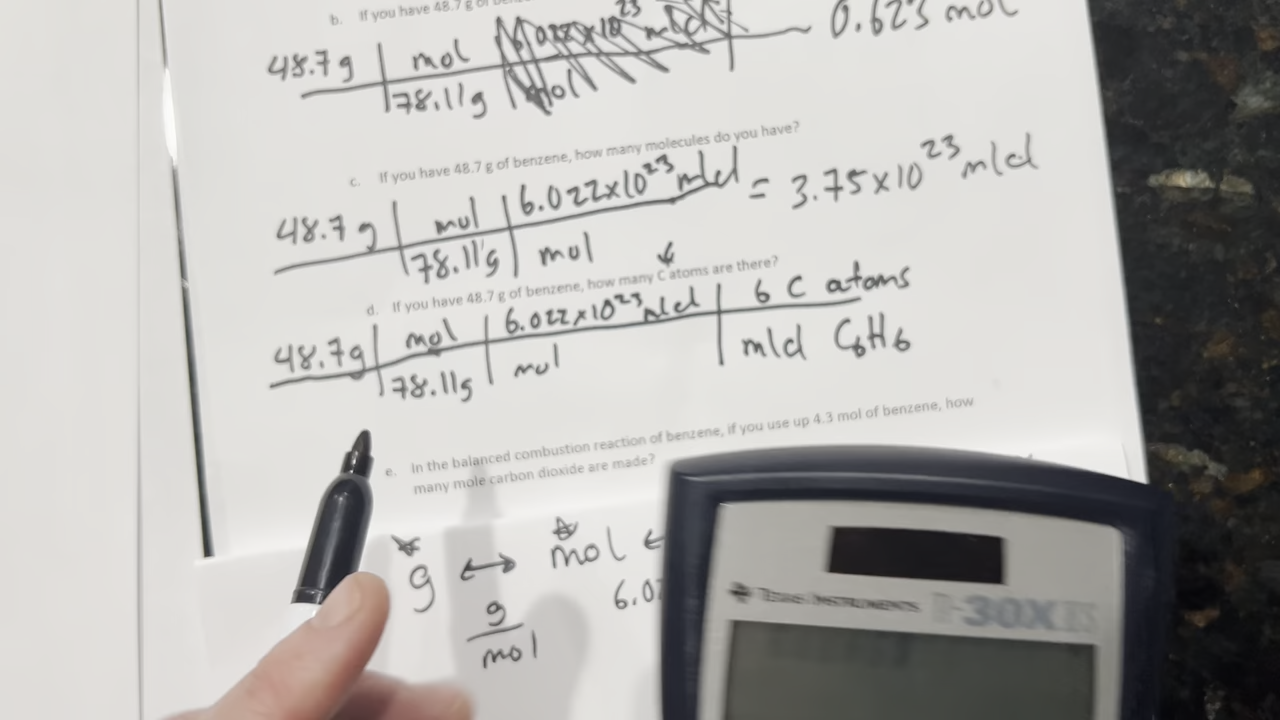 b. If you have 48.7 g of
48.7 g mol 6.022x10^23 mlcl 0.623 mol
78.11g mol
c. If you have 48.7 g of benzene, how many molecules do you have?
48.7 g mol 6.022x10^23 mlcl = 3.75x10^23 mlcl
78.11g mol
d. If you have 48.7 g of benzene, how many C atoms are there?
48.7g mol 6.022x10^23 mlcl 6 C atoms
78.11g mol mlcl C6H6
e. In the balanced combustion reaction of benzene, if you use up 4.3 mol of benzene, how
many mole carbon dioxide are made?
g ↔ mol ←
g 6.02
mol
TEXAS INSTRUMENTS